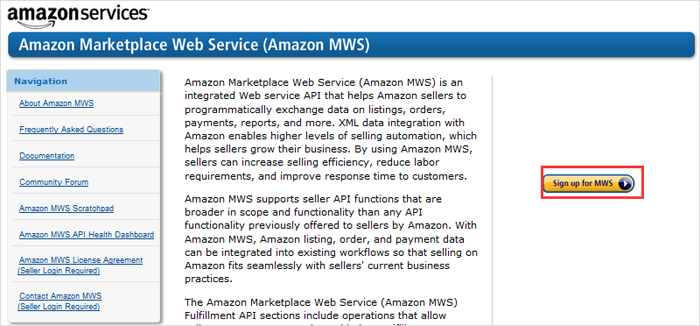 amazonservices
Amazon Marketplace Web Service (Amazon MWS)
Navigation
About Amazon MWS
Frequently Asked Questions
Documentation
Community Forum
Amazon MWS Scratchpad
Amazon MWS API Health Dashboard
Amazon MWS License Agreement
(Seller Login Required)
Contact Amazon MWS
(Seller Login Required)
Amazon Marketplace Web Service (Amazon MWS) is an
integrated Web service API that helps Amazon sellers to
programmatically exchange data on listings, orders,
payments, reports, and more. XML data integration with
Amazon enables higher levels of selling automation, which
helps sellers grow their business. By using Amazon MWS,
sellers can increase selling efficiency, reduce labor
requirements, and improve response time to customers.
Amazon MWS supports seller API functions that are
broader in scope and functionality than any API
functionality previously offered to sellers by Amazon. With
Amazon MWS, Amazon listing, order, and payment data
can be integrated into existing workflows so that selling on
Amazon fits seamlessly with sellers' current business
practices.
The Amazon Marketplace Web Service (Amazon MWS)
Fulfillment API sections include operations that allow
Sign up for MWS